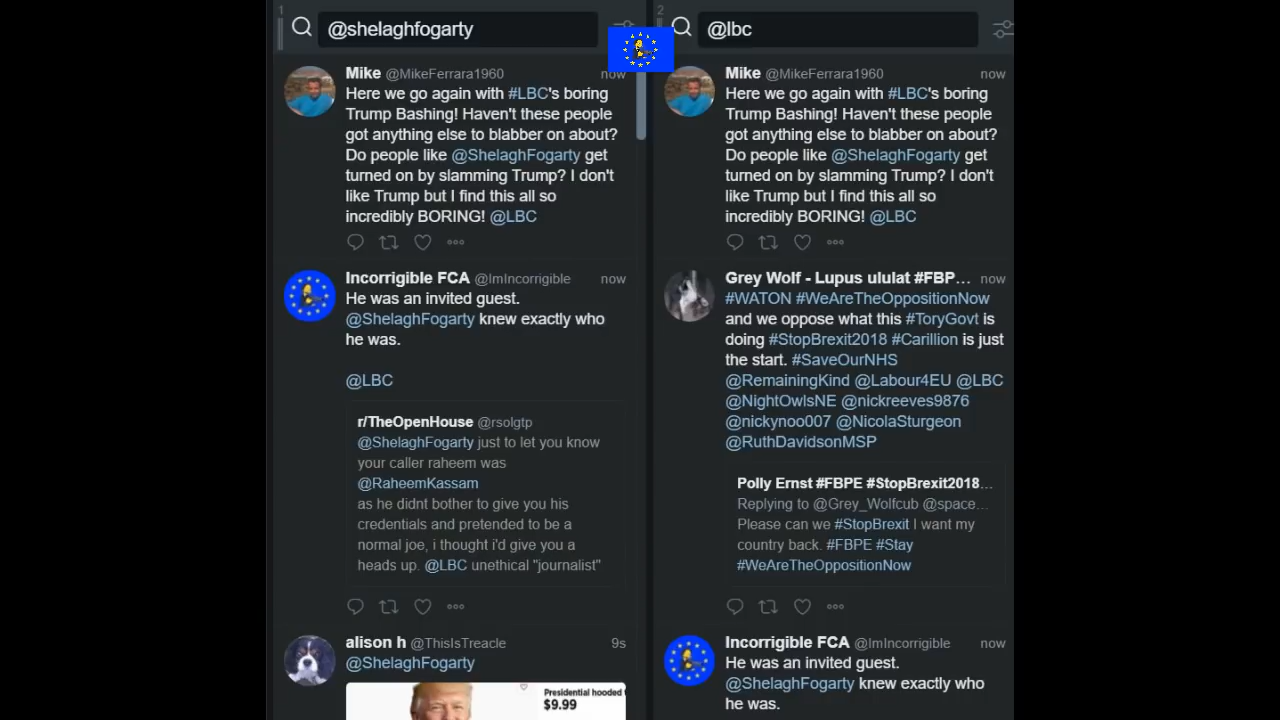 1
@shelaghfogarty
Mike @MikeFerrara1960 now
Here we go again with #LBC's boring
Trump Bashing! Haven't these people
got anything else to blabber on about?
Do people like @ShelaghFogarty get
turned on by slamming Trump? I don't
like Trump but I find this all so
incredibly BORING! @LBC
Incorrigible FCA @ImIncorrigible now
He was an invited guest.
@ShelaghFogarty knew exactly who
he was.
@LBC
r/TheOpenHouse @rsolgtp
@ShelaghFogarty just to let you know
your caller raheem was
@RaheemKassam
as he didnt bother to give you his
credentials and pretended to be a
normal joe, i thought i'd give you a
heads up. @LBC unethical "journalist"
alison h @ThisIsTreacle 9s
@ShelaghFogarty
Presidential hooded
$9.99
2
@lbc
Mike @MikeFerrara1960 now
Here we go again with #LBC's boring
Trump Bashing! Haven't these people
got anything else to blabber on about?
Do people like @ShelaghFogarty get
turned on by slamming Trump? I don't
like Trump but I find this all so
incredibly BORING! @LBC
Grey Wolf - Lupus ululat #FBP... now
#WATON #WeAreTheOppositionNow
and we oppose what this #ToryGovt is
doing #StopBrexit2018 #Carillion is just
the start. #SaveOurNHS
@RemainingKind @Labour4EU @LBC
@NightOwlsNE @nickreeves9876
@nickynoo007 @NicolaSturgeon
@RuthDavidsonMSP
Polly Ernst #FBPE #StopBrexit2018...
Replying to @Grey_Wolfcub @space...
Please can we #StopBrexit I want my
country back. #FBPE #Stay
#WeAreTheOppositionNow
Incorrigible FCA @ImIncorrigible now
He was an invited guest.
@ShelaghFogarty knew exactly who
he was.